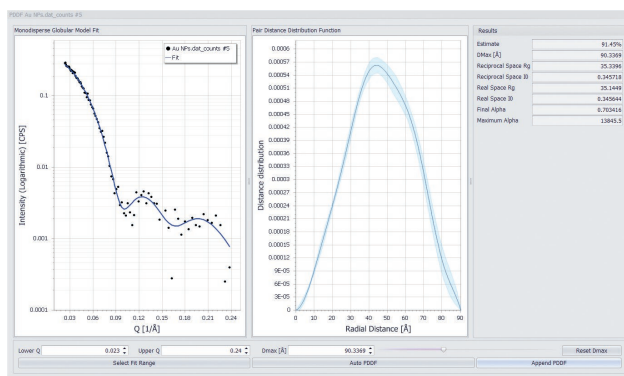 PDDF Au NPs.dat_counts #5
Monodisperse Globular Model Fit
Au NPs.dat_counts #5
Fit
Intensity (Logarithmic) [CPS]
0.1
0.01
0.001
0.0001
0.03 0.06 0.09 0.12 0.15 0.18 0.21 0.24
Q [1/Å]
Pair Distance Distribution Function
Distance distribution
0.0006
0.00057
0.00054
0.00051
0.00048
0.00045
0.00042
0.00039
0.00036
0.00033
0.0003
0.00027
0.00024
0.00021
0.00018
0.00015
0.00012
9E-05
6E-05
3E-05
0
0 10 20 30 40 50 60 70 80 90
Radial Distance [Å]
Results
Estimate 91.45%
DMax [Å] 90.3369
Reciprocal Space Rg 35.3396
Reciprocal Space I0 0.345718
Real Space Rg 35.1449
Real Space I0 0.345644
Final Alpha 0.703416
Maximum Alpha 13845.5
Lower Q 0.023 Upper Q 0.24 Dmax [Å] 90.3369 Reset Dmax
Select Fit Range Auto PDDF Append PDDF